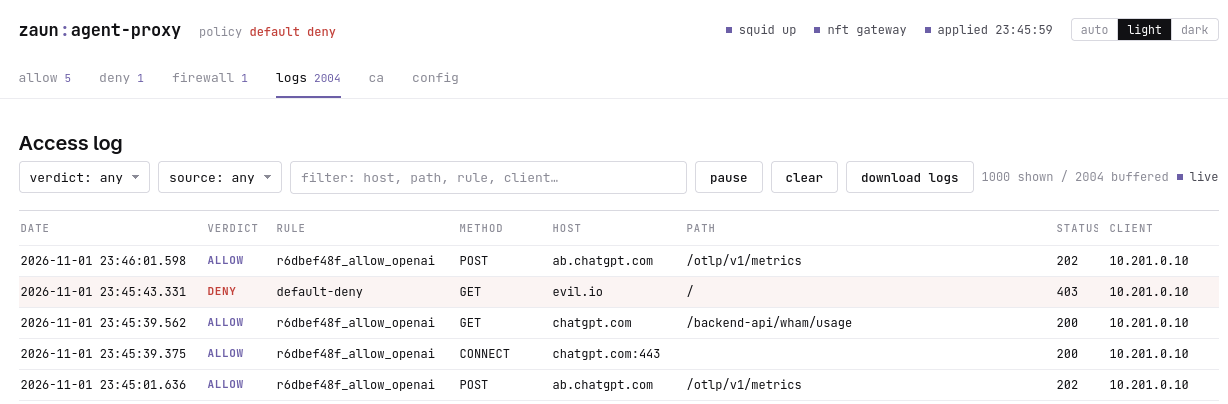 zaun:agent-proxy policy default deny squid up nft gateway applied 23:45:59 auto light dark
allow 5 deny 1 firewall 1 logs 2004 ca config
Access log
verdict: any source: any filter: host, path, rule, client… pause clear download logs 1000 shown / 2004 buffered live
DATE VERDICT RULE METHOD HOST PATH STATUS CLIENT
2026-11-01 23:46:01.598 ALLOW r6dbef48f_allow_openai POST ab.chatgpt.com /otlp/v1/metrics 202 10.201.0.10
2026-11-01 23:45:43.331 DENY default-deny GET evil.io / 403 10.201.0.10
2026-11-01 23:45:39.562 ALLOW r6dbef48f_allow_openai GET chatgpt.com /backend-api/wham/usage 200 10.201.0.10
2026-11-01 23:45:39.375 ALLOW r6dbef48f_allow_openai CONNECT chatgpt.com:443 200 10.201.0.10
2026-11-01 23:45:01.636 ALLOW r6dbef48f_allow_openai POST ab.chatgpt.com /otlp/v1/metrics 202 10.201.0.10